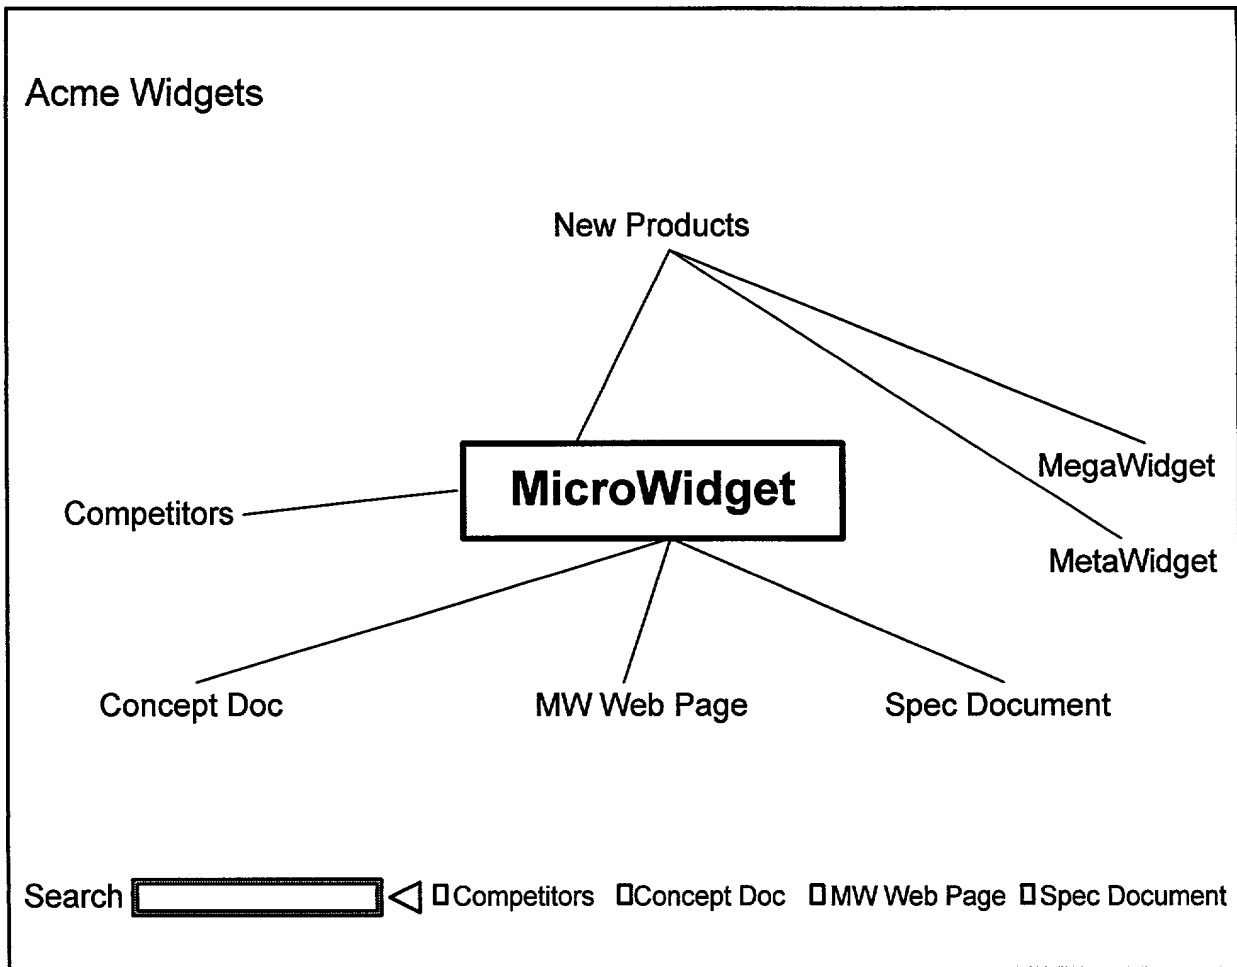 Acme Widgets
New Products
MegaWidget
MicroWidget
Competitors
MetaWidget
Concept Doc
MW Web Page
Spec Document
Search
Competitors
Concept Doc
MW Web Page
Spec Document